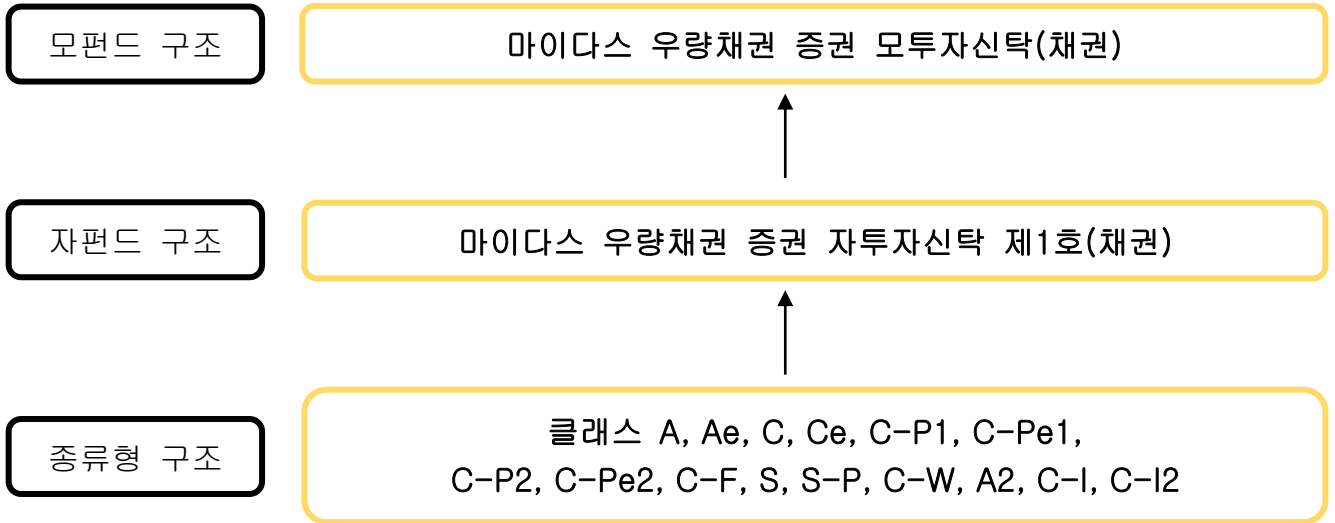 모펀드 구조
마이다스 우량채권 증권 모투자신탁(채권)
자펀드 구조
마이다스 우량채권 증권 자투자신탁 제1호(채권)
종류형 구조
클래스 A, Ae, C, Ce, C-P1, C-Pe1,
C-P2, C-Pe2, C-F, S, S-P, C-W, A2, C-I, C-I2